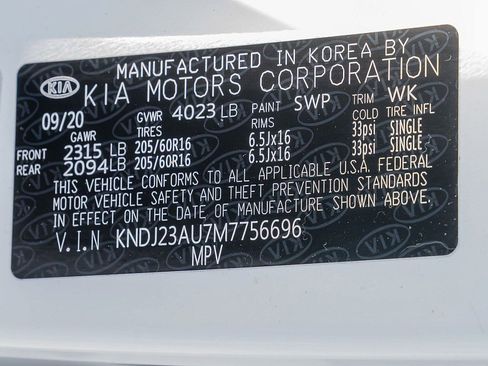 MANUFACTURED IN KOREA BY
KIA KIA MOTORS CORPORATION
09/20 GVWR 4023 LB PAINT SWP TRIM WK
GAWR TIRES RIMS COLD TIRE INFL
FRONT 2315 LB 205/60R16 6.5Jx16 33psi SINGLE
REAR 2094 LB 205/60R16 6.5Jx16 33psi SINGLE
THIS VEHICLE CONFORMS TO ALL APPLICABLE U.S.A. FEDERAL
MOTOR VEHICLE SAFETY AND THEFT PREVENTION STANDARDS
IN EFFECT ON THE DATE OF MANUFACTURE SHOWN ABOVE.
V.I.N KNDJ23AU7M7756696
MPV